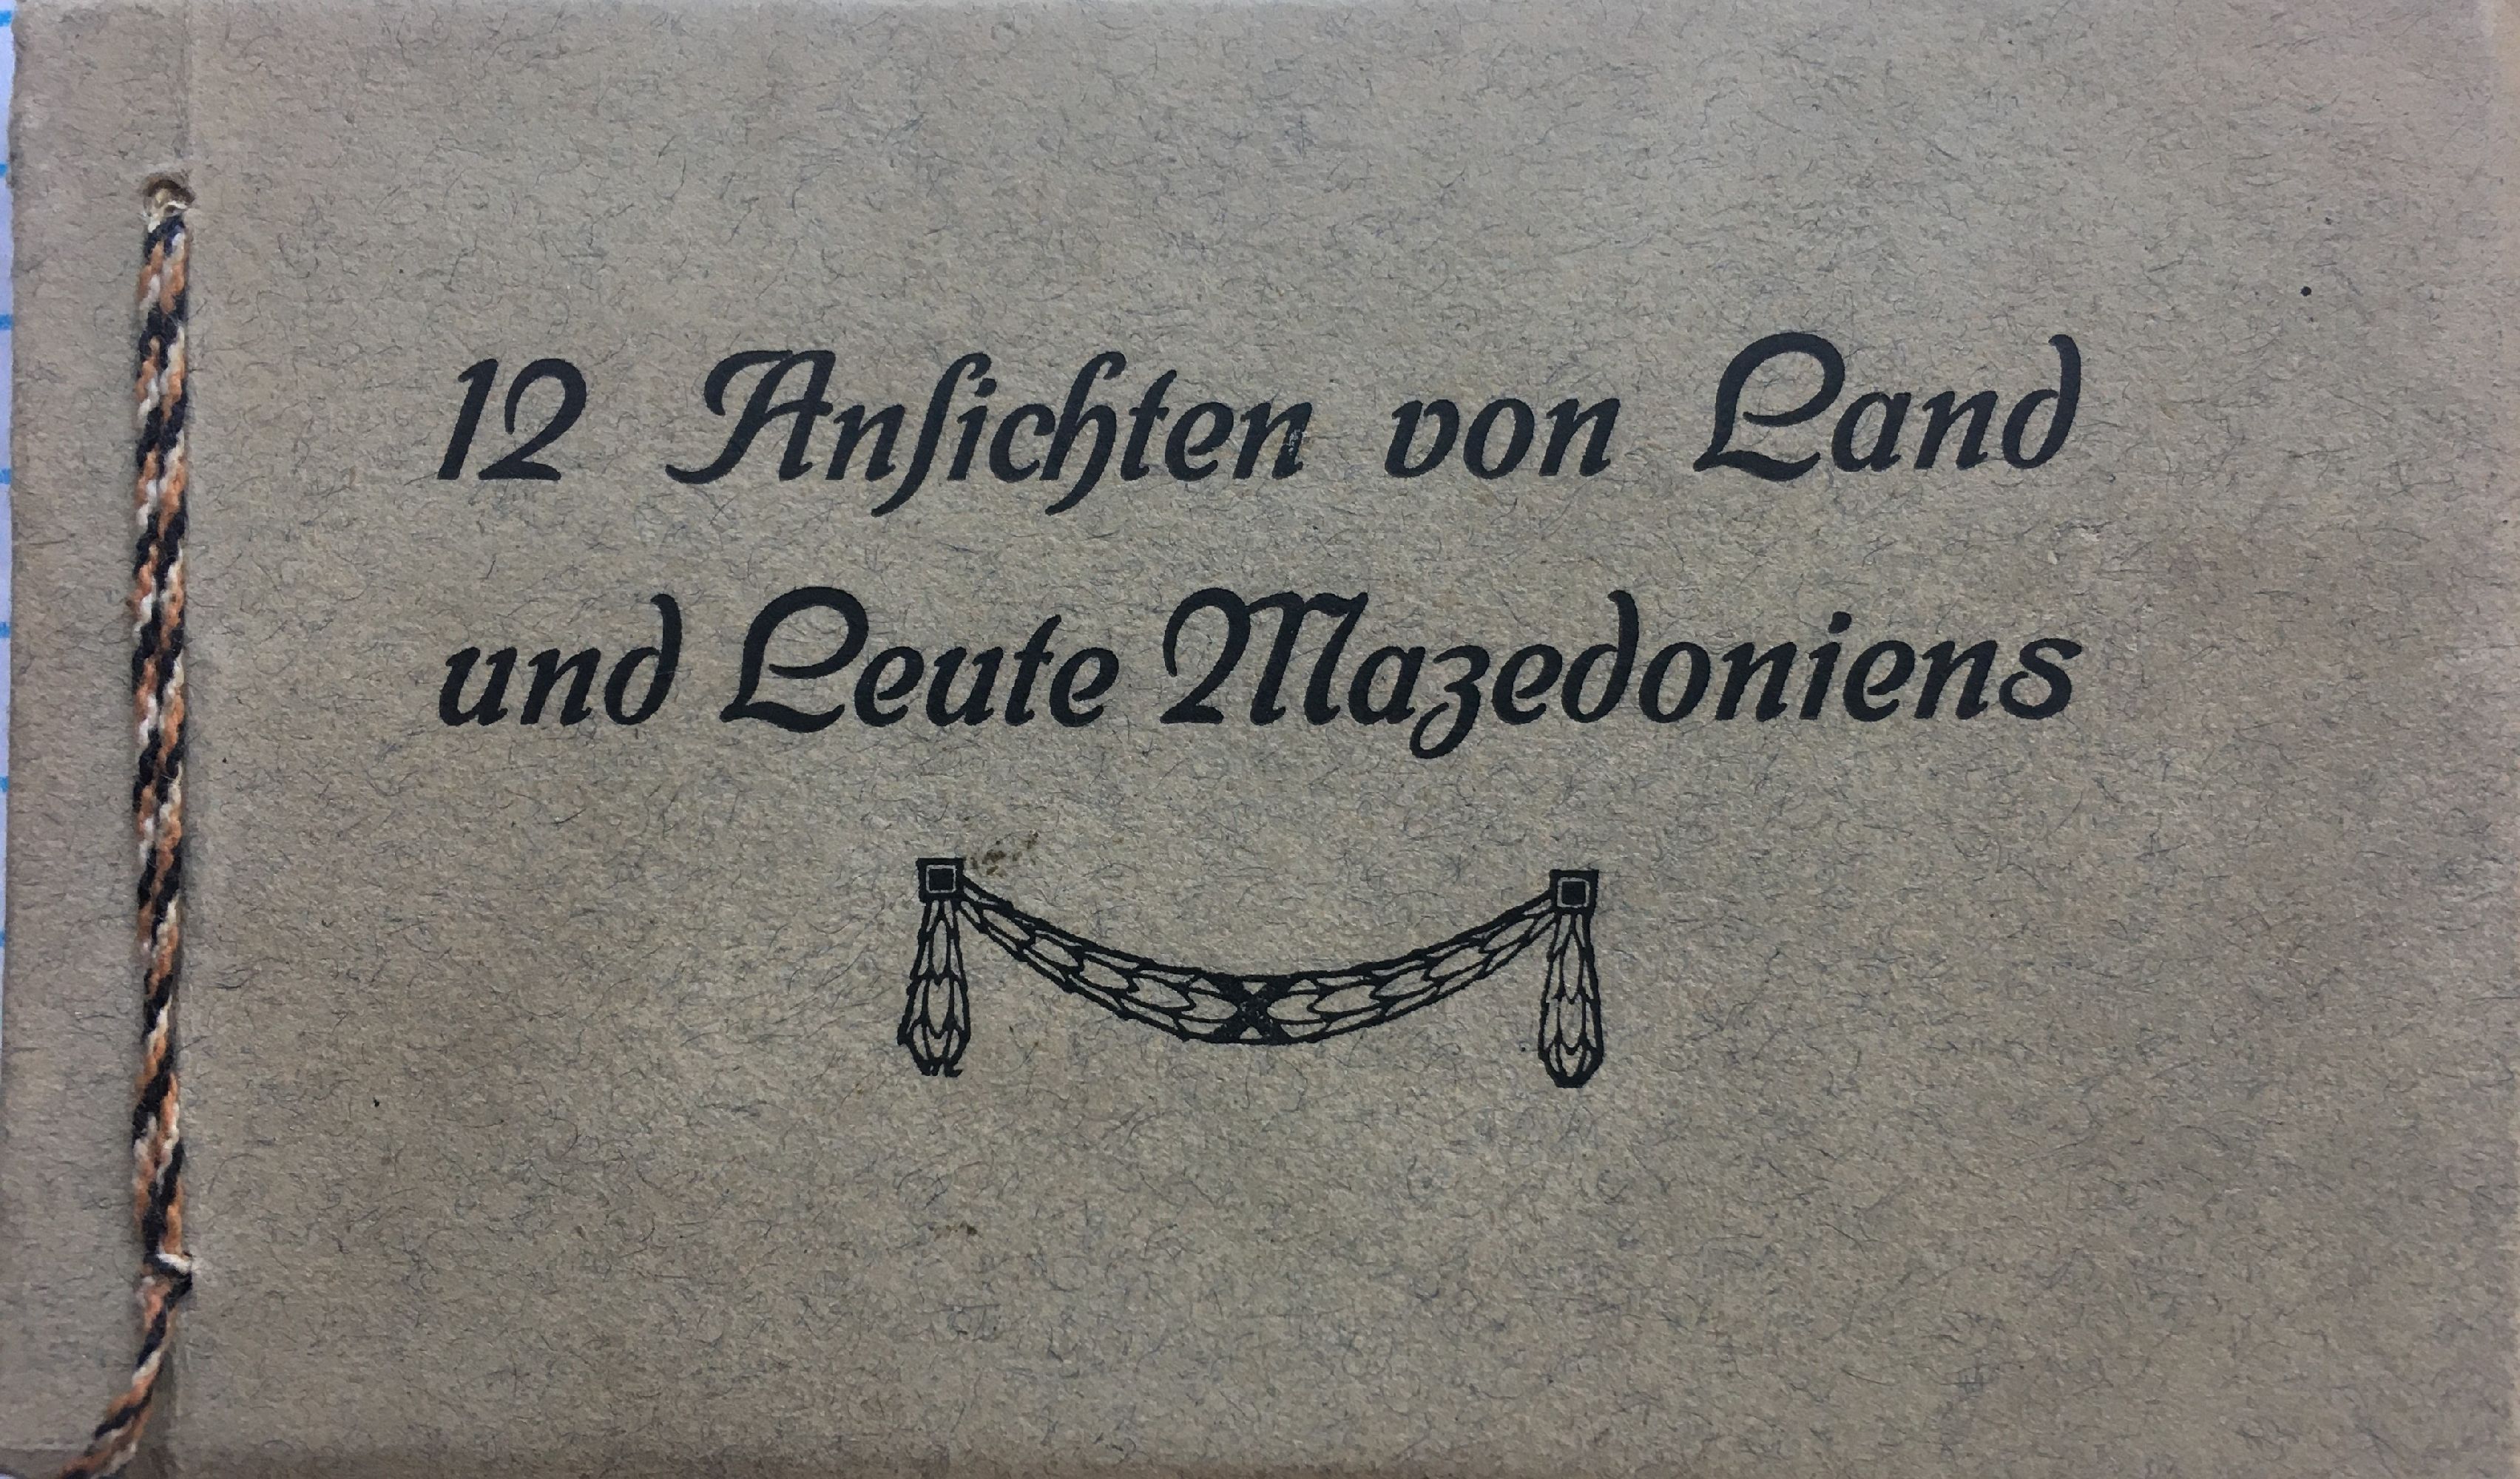 12 Anſichten von Land
und Leute Mazedoniens